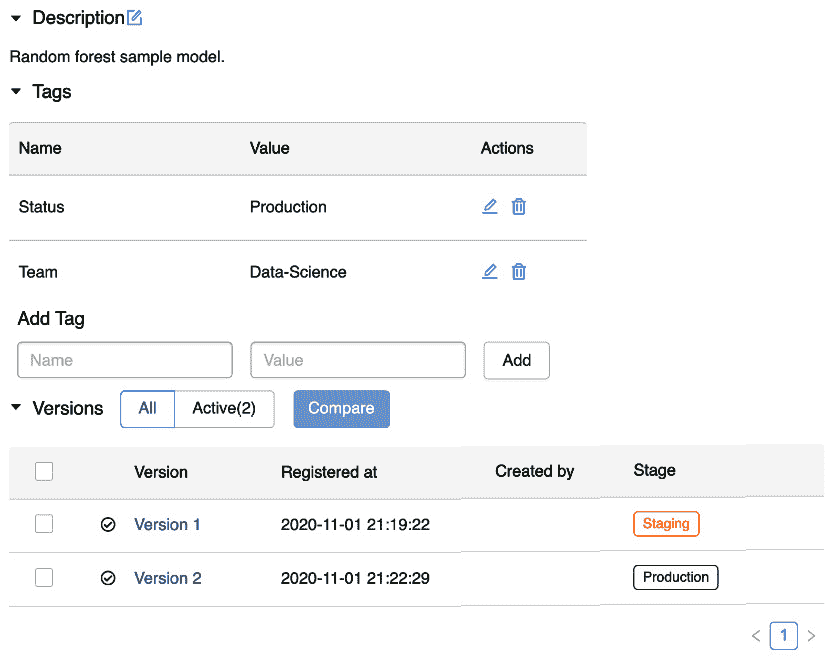 Description
Random forest sample model.
Tags
Name Value Actions
Status Production
Team Data-Science
Add Tag
Name Value Add
Versions All Active(2) Compare
Version Registered at Created by Stage
Version 1 2020-11-01 21:19:22 Staging
Version 2 2020-11-01 21:22:29 Production
< 1 >